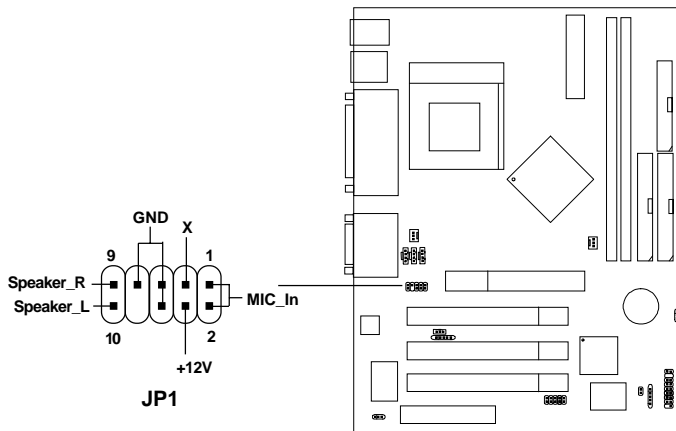 GND
X
9
1
Speaker_R
Speaker_L
MIC_In
10
2
+12V
JP1